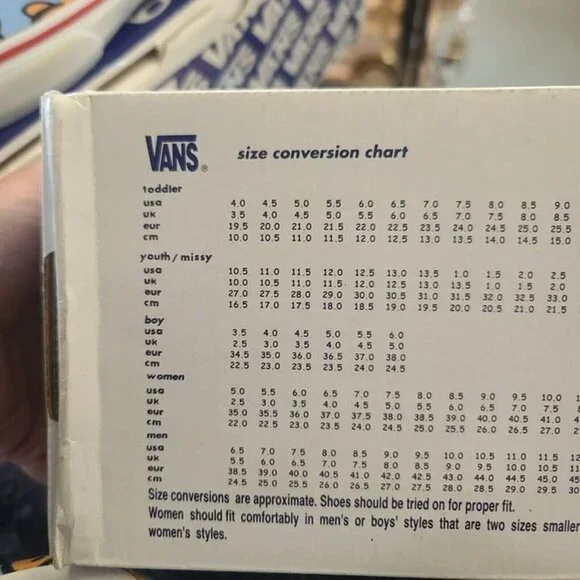 VANS
VANS
VANS
VANS® size conversion chart
toddler
usa 4.0 4.5 5.0 5.5 6.0 6.5 7.0 7.5 8.0 8.5 9.0
uk 3.5 4.0 4.5 5.0 5.5 6.0 6.5 7.0 7.5 8.0 8.5
eur 19.5 20.0 21.0 21.5 22.0 22.5 23.5 24.0 24.5 25.0 25.5
cm 10.0 10.5 11.0 11.5 12.0 12.5 13.0 13.5 14.0 14.5 15.0
youth/missy
usa 10.5 11.0 11.5 12.0 12.5 13.0 13.5 1.0 1.5 2.0 2.5
uk 10.0 10.5 11.0 11.5 12.0 12.5 13.0 13.5 1.0 1.5 2.0
eur 27.0 27.5 28.0 29.0 30.0 30.5 31.0 31.5 32.0 32.5 33.0
cm 16.5 17.0 17.5 18.0 18.5 19.0 19.5 20.0 20.5 21.0 21.5
boy
usa 3.5 4.0 4.5 5.0 5.5 6.0
uk 2.5 3.0 3.5 4.0 4.5 5.0
eur 34.5 35.0 36.0 36.5 37.0 38.0
cm 22.5 23.0 23.5 23.5 24.0 24.5
women
usa 5.0 5.5 6.0 6.5 7.0 7.5 8.0 8.5 9.0 9.5 10.0
uk 2.5 3.0 3.5 4.0 4.5 5.0 5.5 6.0 6.5 7.0 7.5
eur 35.0 35.5 36.0 37.0 37.5 38.0 38.5 39.0 40.0 40.5 41.0
cm 22.0 22.5 23.0 23.5 24.0 24.5 25.0 25.5 26.0 26.5 27.0
men
usa 6.5 7.0 7.5 8.0 8.5 9.0 9.5 10.0 10.5 11.0 11.5
uk 5.5 6.0 6.5 7.0 7.5 8.0 8.5 9.0 9.5 10.0 10.5
eur 38.5 39.0 40.0 40.5 41.0 42.0 42.5 43.0 44.0 44.5 45.0
cm 24.5 25.0 25.5 26.0 26.5 27.0 27.5 28.0 28.5 29.0 29.5
Size conversions are approximate. Shoes should be tried on for proper fit.
Women should fit comfortably in men's or boys' styles that are two sizes smaller
women's styles.